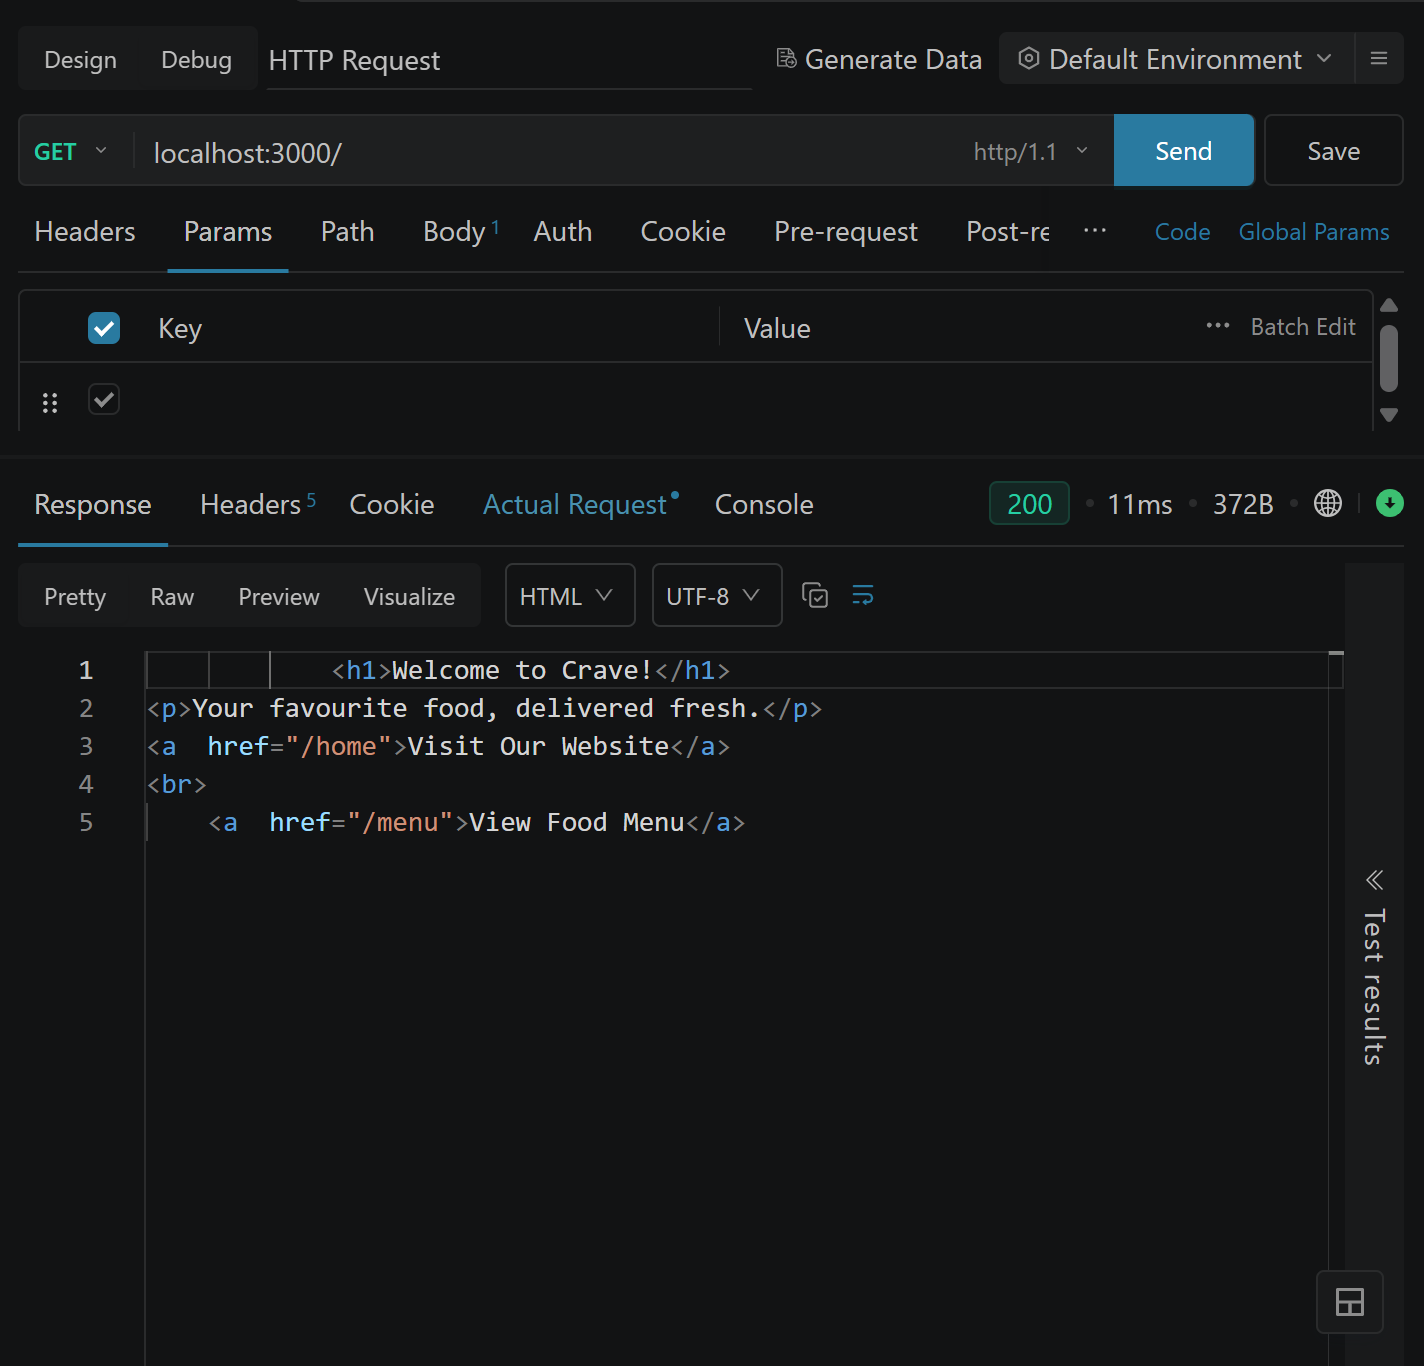 Design Debug HTTP Request Generate Data Default Environment
GET localhost:3000/ http/1.1 Send Save
Headers Params Path Body 1 Auth Cookie Pre-request Post-re ··· Code Global Params
Key Value ··· Batch Edit
Response Headers 5 Cookie Actual Request Console 200 • 11ms • 372B
Pretty Raw Preview Visualize HTML UTF-8
1 <h1>Welcome to Crave!</h1>
2 <p>Your favourite food, delivered fresh.</p>
3 <a  href="/home">Visit Our Website</a>
4 <br>
5     <a  href="/menu">View Food Menu</a>
Test results